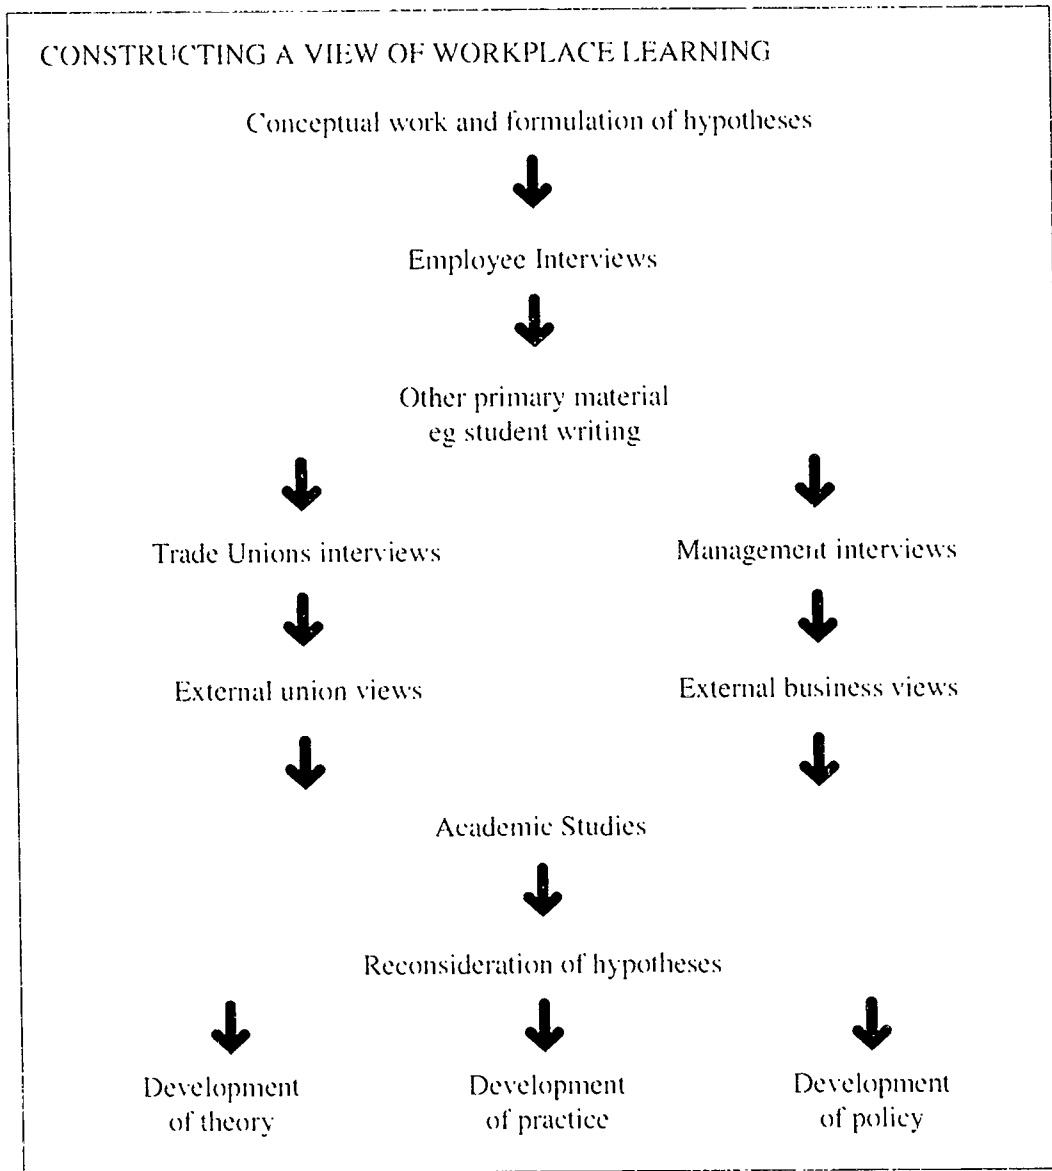 CONSTRUCTING A VIEW OF WORKPLACE LEARNING
Conceptual work and formulation of hypotheses
Employee Interviews
Other primary material
eg student writing
Trade Unions interviews
Management interviews
External union views
External business views
Academic Studies
Reconsideration of hypotheses
Development
of theory
Development
of practice
Development
of policy